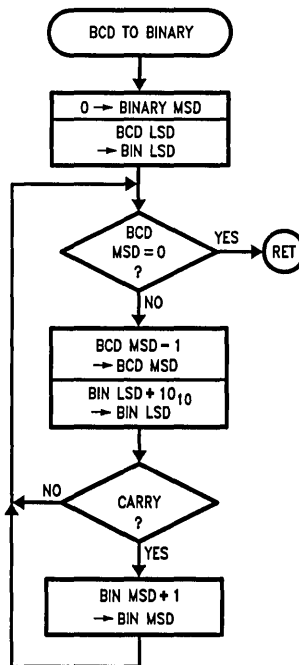 BCD TO BINARY
0 → BINARY MSD
BCD LSD
→ BIN LSD
BCD
MSD = 0
?
YES
RET
NO
BCD MSD – 1
→ BCD MSD
BIN LSD + 10₁₀
→ BIN LSD
NO
CARRY
?
YES
BIN MSD + 1
→ BIN MSD